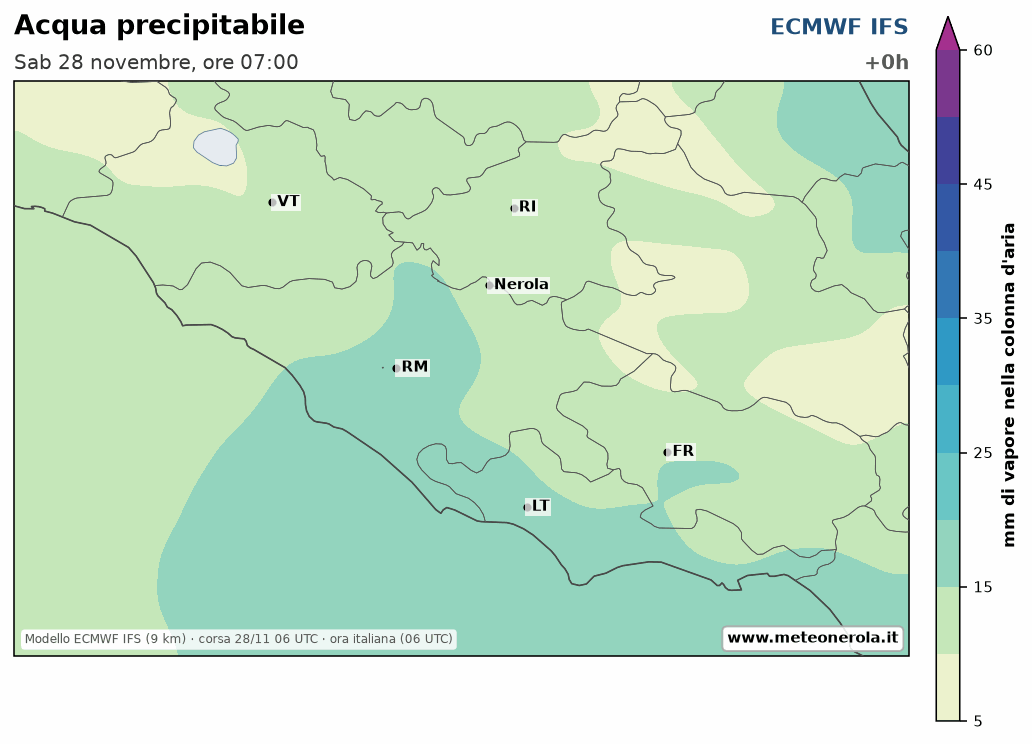 Acqua precipitabile
ECMWF IFS
Sab 28 novembre, ore 07:00
+0h
60
45
35
25
15
5
mm di vapore nella colonna d'aria
VT
RI
Nerola
RM
FR
LT
Modello ECMWF IFS (9 km) · corsa 28/11 06 UTC · ora italiana (06 UTC)
www.meteonerola.it